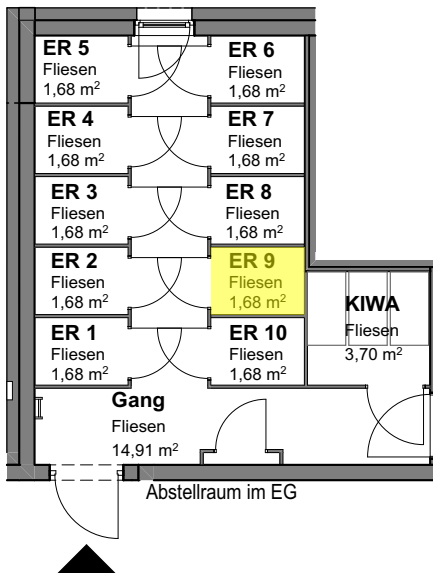 ER 5
Fliesen
1,68 m²
ER 6
Fliesen
1,68 m²
ER 4
Fliesen
1,68 m²
ER 7
Fliesen
1,68 m²
ER 3
Fliesen
1,68 m²
ER 8
Fliesen
1,68 m²
ER 2
Fliesen
1,68 m²
ER 9
Fliesen
1,68 m²
KIWA
Fliesen
3,70 m²
ER 1
Fliesen
1,68 m²
ER 10
Fliesen
1,68 m²
Gang
Fliesen
14,91 m²
Abstellraum im EG